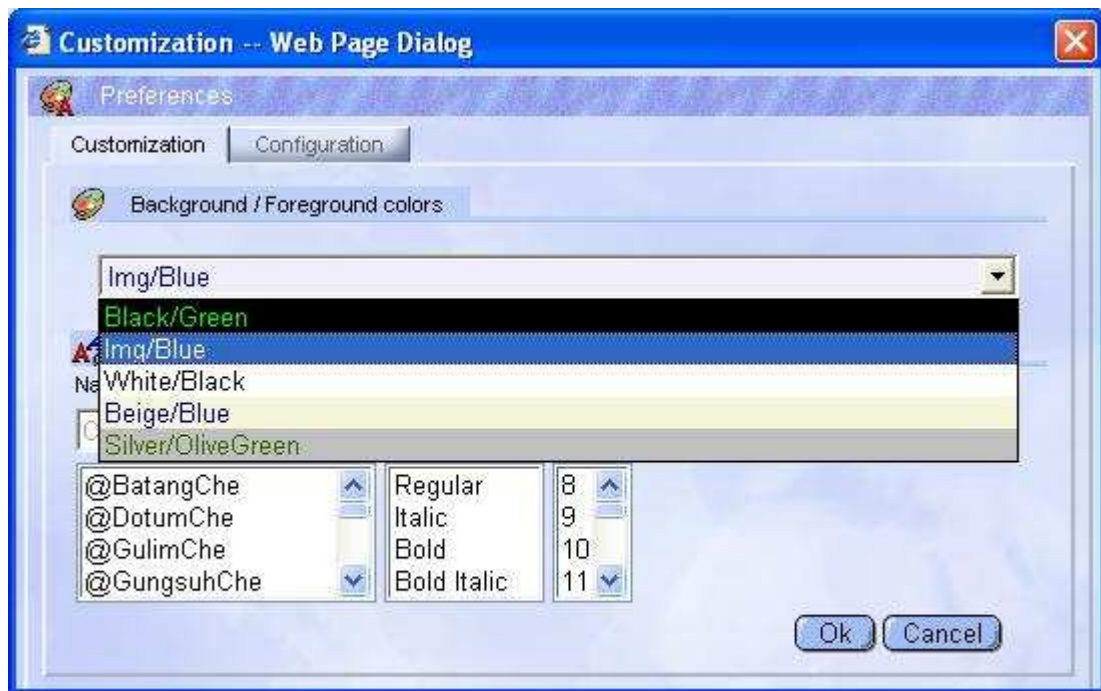 Customization -- Web Page Dialog
Preferences
Customization Configuration
Background / Foreground colors
Img/Blue
Black/Green
Img/Blue
White/Black
Beige/Blue
Silver/OliveGreen
@BatangChe Regular 8
@DotumChe Italic 9
@GulimChe Bold 10
@GungsuhChe Bold Italic 11
Ok Cancel